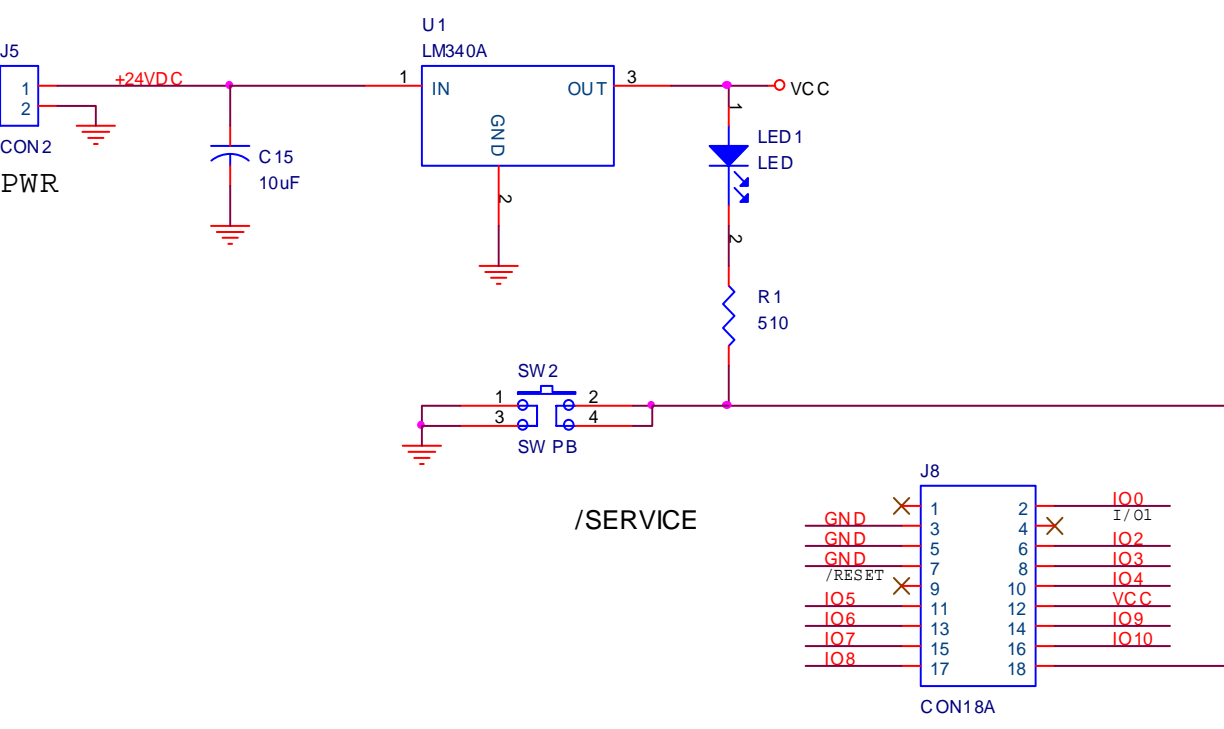 U1
LM340A
J5
1
2
CON2
PWR
+24VDC
C15
10uF
1
IN
OUT
3
GND
2
VCC
1
LED1
LED
2
R1
510
SW2
1
2
3
4
SW PB
/SERVICE
J8
1
2
IO0
I/O1
GND
3
4
GND
5
6
IO2
GND
7
8
IO3
/RESET
9
10
IO4
IO5
11
12
VCC
IO6
13
14
IO9
IO7
15
16
IO10
IO8
17
18
CON18A